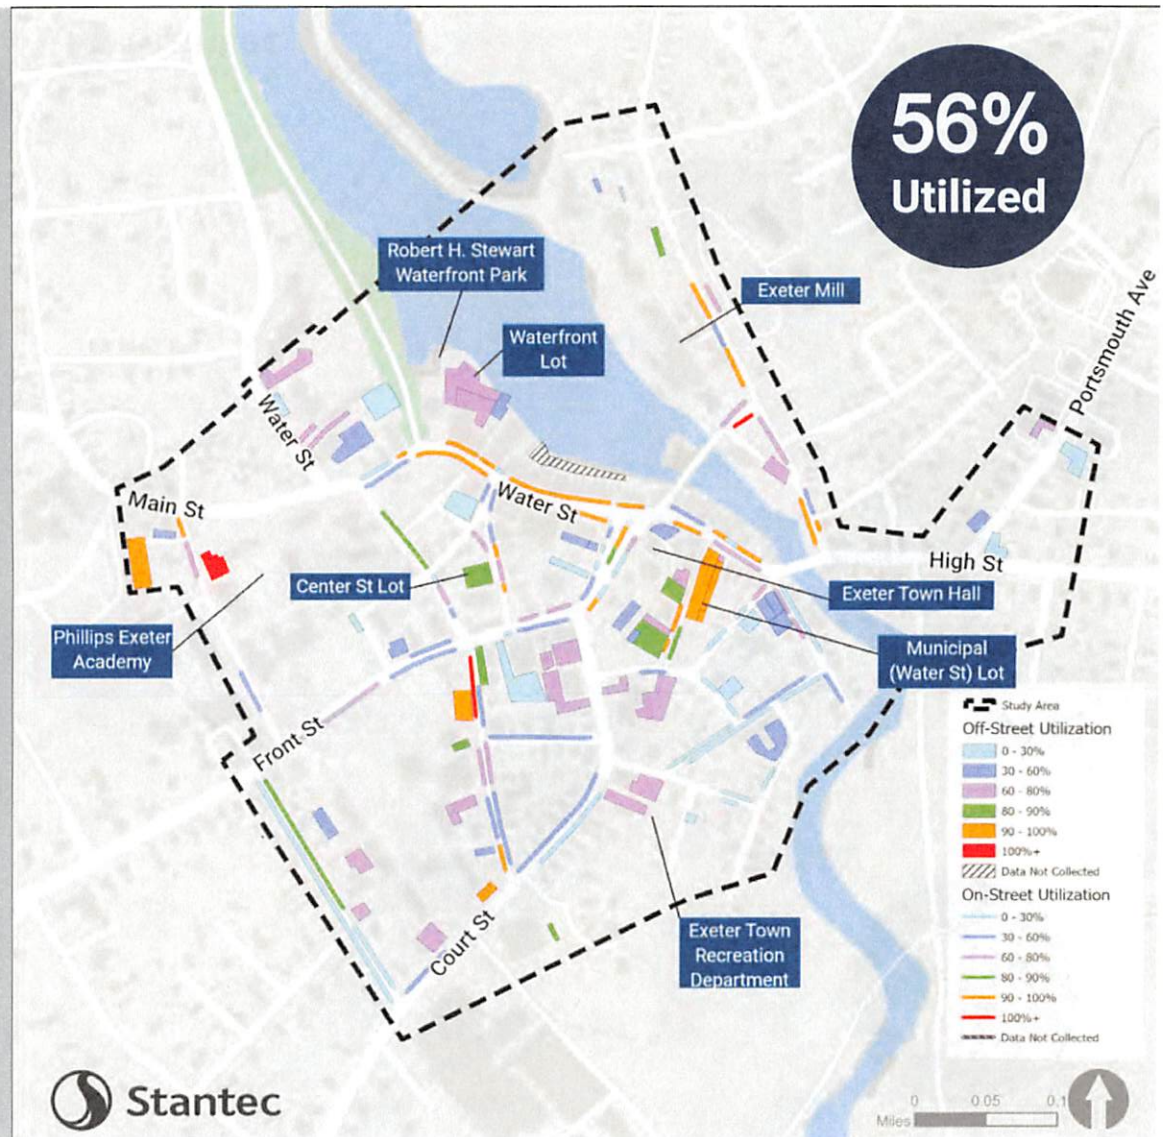 56%
Utilized
Robert H. Stewart
Waterfront Park
Exeter Mill
Portsmouth Ave
Waterfront
Lot
Water St
Main St
Water St
High St
Center St Lot
Exeter Town Hall
Phillips Exeter
Academy
Municipal
(Water St) Lot
Front St
Study Area
Off-Street Utilization
0 - 30%
30 - 60%
60 - 80%
80 - 90%
90 - 100%
100%+
Data Not Collected
On-Street Utilization
0 - 30%
30 - 60%
60 - 80%
80 - 90%
90 - 100%
100%+
Data Not Collected
Court St
Exeter Town
Recreation
Department
Stantec
0 0.05 0.1
Miles